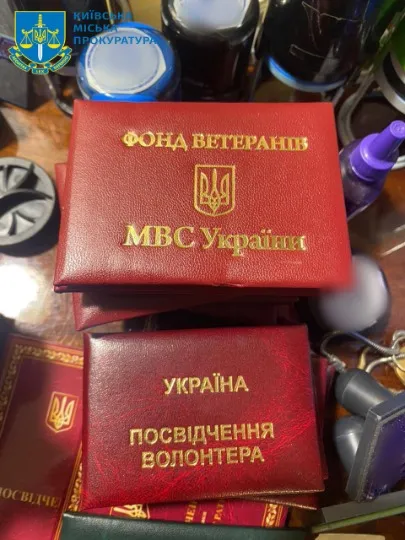 КИЇВСЬКА
МІСЬКА
ПРОКУРАТУРА
ФОНД ВЕТЕРАНІВ
МВС України
УКРАЇНА
ПОСВІДЧЕННЯ
ВОЛОНТЕРА